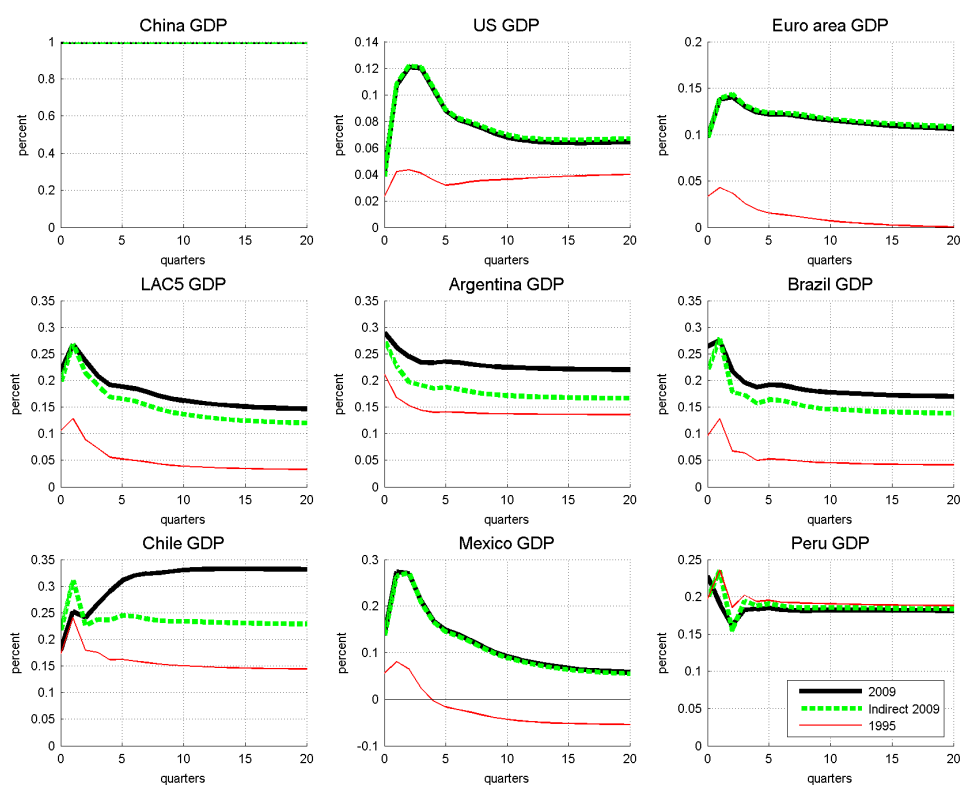 China GDP
US GDP
Euro area GDP
1
0.8
0.6
0.4
0.2
0
percent
0 5 10 15 20
quarters
0.14
0.12
0.1
0.08
0.06
0.04
0.02
0
percent
0 5 10 15 20
quarters
0.2
0.15
0.1
0.05
0
percent
0 5 10 15 20
quarters
LAC5 GDP
Argentina GDP
Brazil GDP
0.35
0.3
0.25
0.2
0.15
0.1
0.05
0
percent
0 5 10 15 20
quarters
0.35
0.3
0.25
0.2
0.15
0.1
0.05
0
percent
0 5 10 15 20
quarters
0.35
0.3
0.25
0.2
0.15
0.1
0.05
0
percent
0 5 10 15 20
quarters
Chile GDP
Mexico GDP
Peru GDP
0.35
0.3
0.25
0.2
0.15
0.1
0.05
0
percent
0 5 10 15 20
quarters
0.3
0.2
0.1
0
-0.1
percent
0 5 10 15 20
quarters
0.25
0.2
0.15
0.1
0.05
0
percent
0 5 10 15 20
quarters
2009
Indirect 2009
1995